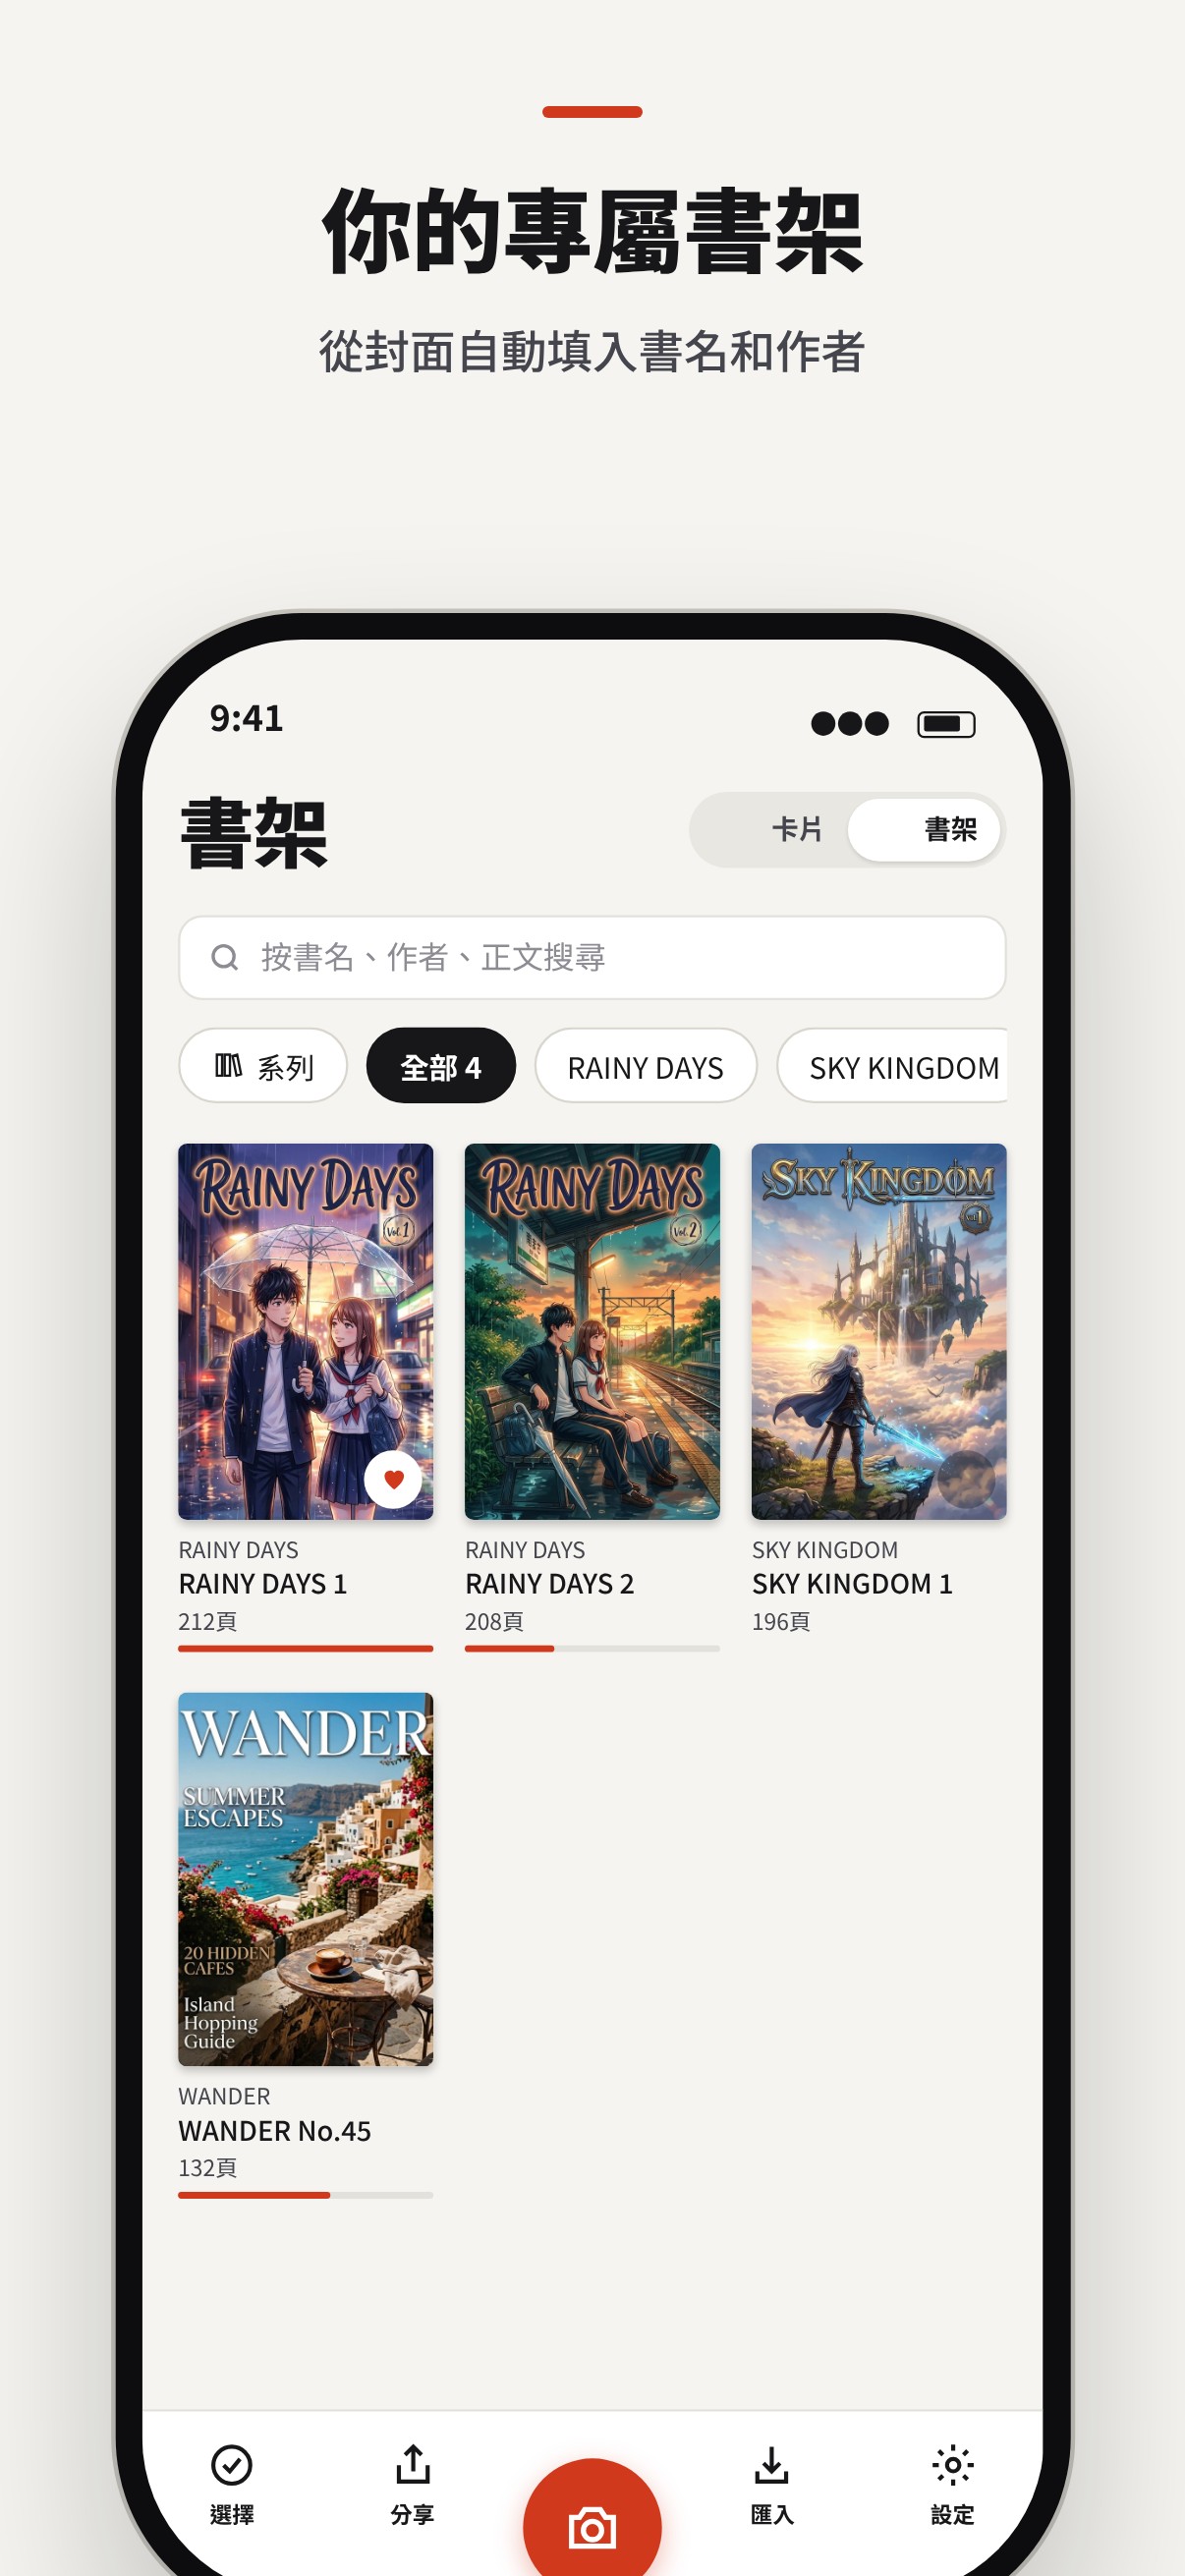 你的專屬書架
從封面自動填入書名和作者
9:41
書架
卡片
書架
按書名、作者、正文搜尋
系列
全部 4
RAINY DAYS
SKY KINGDOM
RAINY DAYS
Vol.1
RAINY DAYS
Vol.2
SKY KINGDOM
Vol.1
RAINY DAYS
RAINY DAYS 1
212頁
RAINY DAYS
RAINY DAYS 2
208頁
SKY KINGDOM
SKY KINGDOM 1
196頁
WANDER
SUMMER
ESCAPES
20 HIDDEN
CAFES
Island
Hopping
Guide
WANDER
WANDER No.45
132頁
選擇
分享
匯入
設定